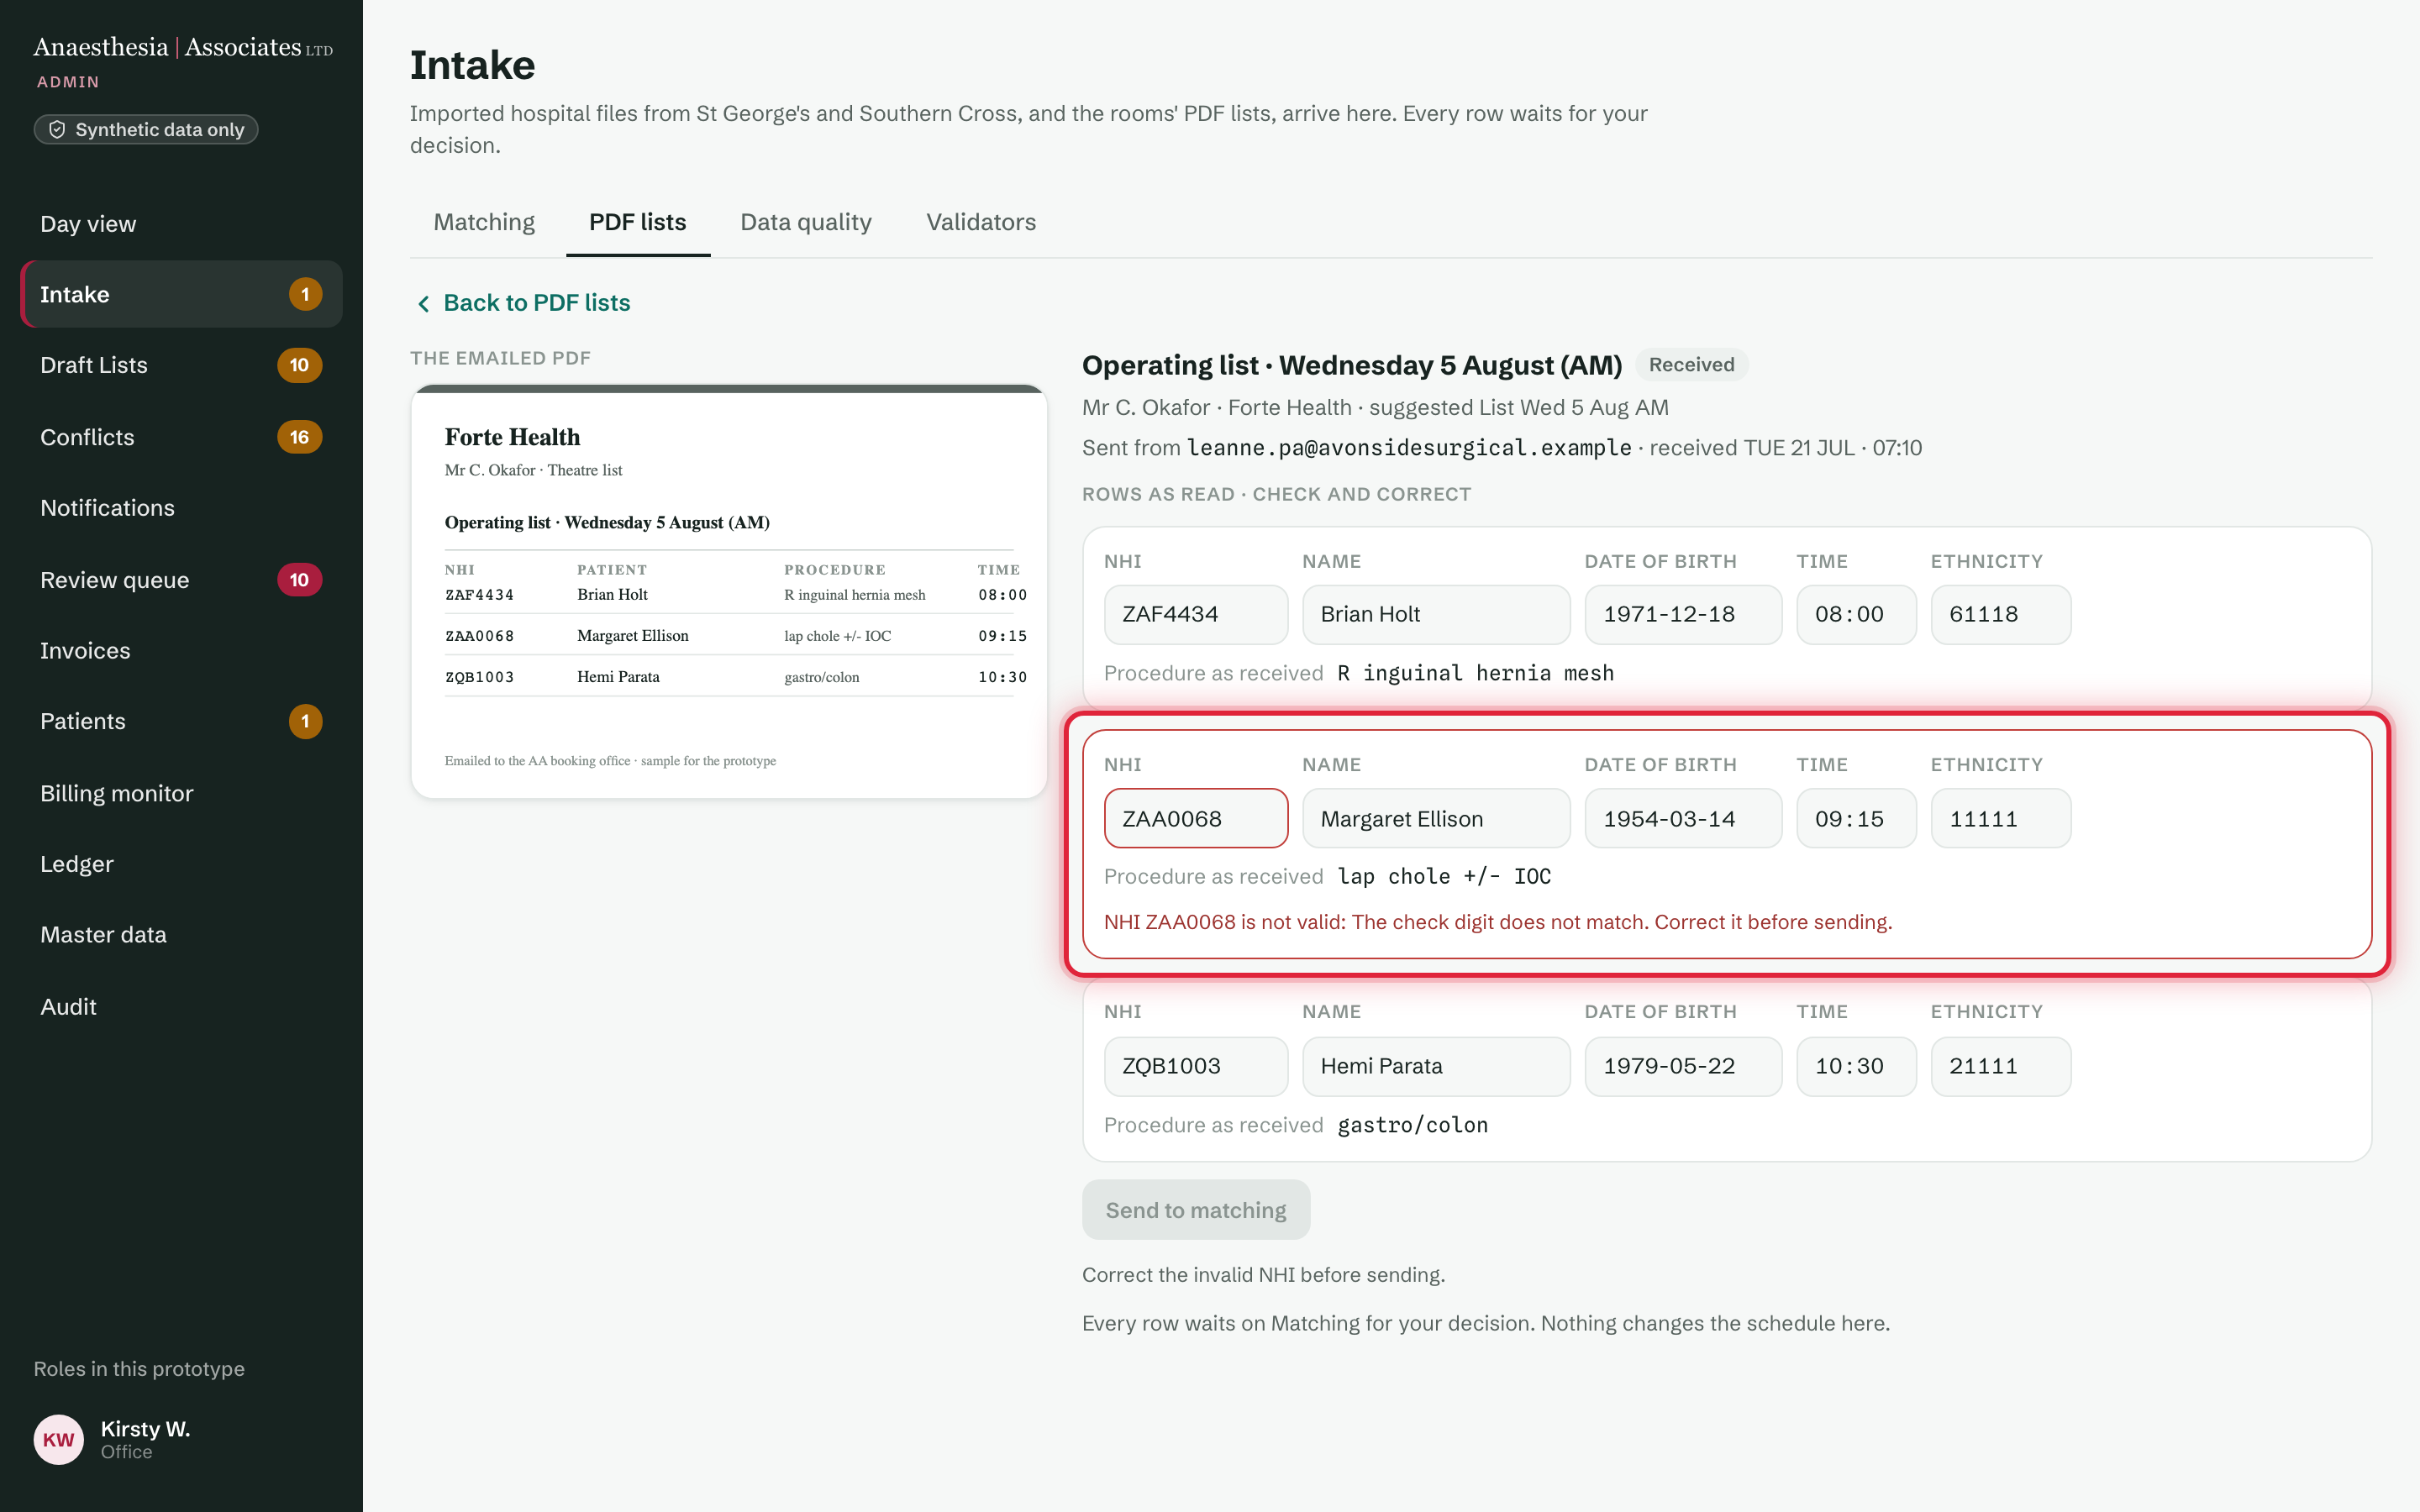 Anaesthesia | Associates LTD
ADMIN
Synthetic data only
Day view
Intake 1
Draft Lists 10
Conflicts 16
Notifications
Review queue 10
Invoices
Patients 1
Billing monitor
Ledger
Master data
Audit
Roles in this prototype
KW
Kirsty W.
Office
Intake
Imported hospital files from St George's and Southern Cross, and the rooms' PDF lists, arrive here. Every row waits for your
decision.
Matching PDF lists Data quality Validators
Back to PDF lists
THE EMAILED PDF
Forte Health
Mr C. Okafor · Theatre list
Operating list · Wednesday 5 August (AM)
NHI PATIENT PROCEDURE TIME
ZAF4434 Brian Holt R inguinal hernia mesh 08:00
ZAA0068 Margaret Ellison lap chole +/- IOC 09:15
ZQB1003 Hemi Parata gastro/colon 10:30
Emailed to the AA booking office · sample for the prototype
Operating list · Wednesday 5 August (AM) Received
Mr C. Okafor · Forte Health · suggested List Wed 5 Aug AM
Sent from leanne.pa@avonsidesurgical.example · received TUE 21 JUL · 07:10
ROWS AS READ · CHECK AND CORRECT
NHI NAME DATE OF BIRTH TIME ETHNICITY
ZAF4434 Brian Holt 1971-12-18 08:00 61118
Procedure as received R inguinal hernia mesh
NHI NAME DATE OF BIRTH TIME ETHNICITY
ZAA0068 Margaret Ellison 1954-03-14 09:15 11111
Procedure as received lap chole +/- IOC
NHI ZAA0068 is not valid: The check digit does not match. Correct it before sending.
NHI NAME DATE OF BIRTH TIME ETHNICITY
ZQB1003 Hemi Parata 1979-05-22 10:30 21111
Procedure as received gastro/colon
Send to matching
Correct the invalid NHI before sending.
Every row waits on Matching for your decision. Nothing changes the schedule here.